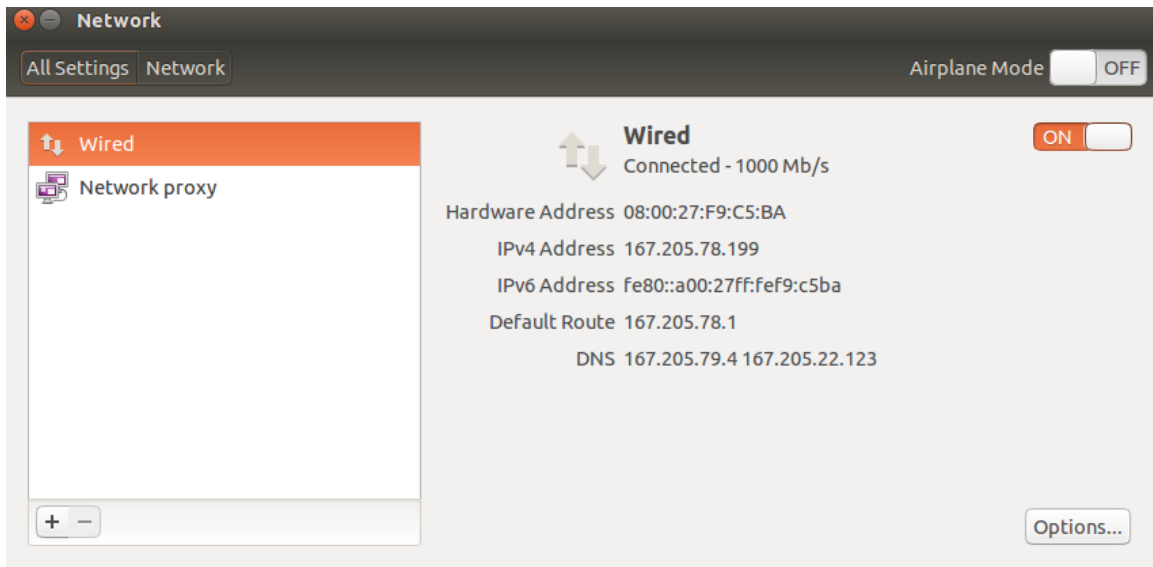 Network
All Settings Network
Airplane Mode OFF
Wired
Network proxy
Wired
ON
Connected - 1000 Mb/s
Hardware Address 08:00:27:F9:C5:BA
IPv4 Address 167.205.78.199
IPv6 Address fe80::a00:27ff:fef9:c5ba
Default Route 167.205.78.1
DNS 167.205.79.4 167.205.22.123
+ -
Options...